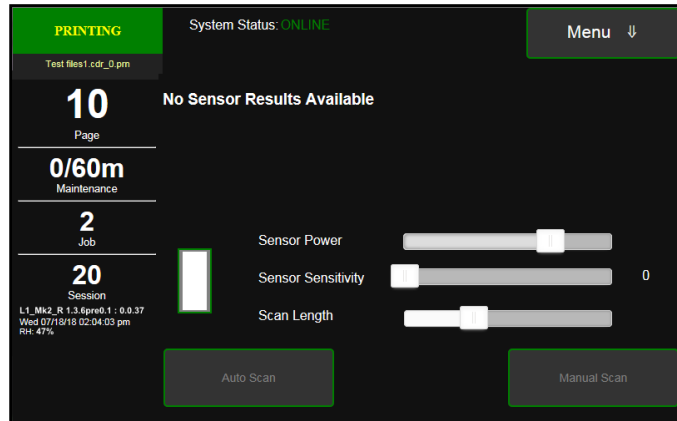 PRINTING
System Status: ONLINE
Menu ⇓
Test files1.cdr_0.prn
10
Page
No Sensor Results Available
0/60m
Maintenance
2
Job
Sensor Power
20
Session
Sensor Sensitivity
0
L1_Mk2_R 1.3.6pre0.1 : 0.0.37
Wed 07/18/18 02:04:03 pm
RH: 47%
Scan Length
Auto Scan
Manual Scan